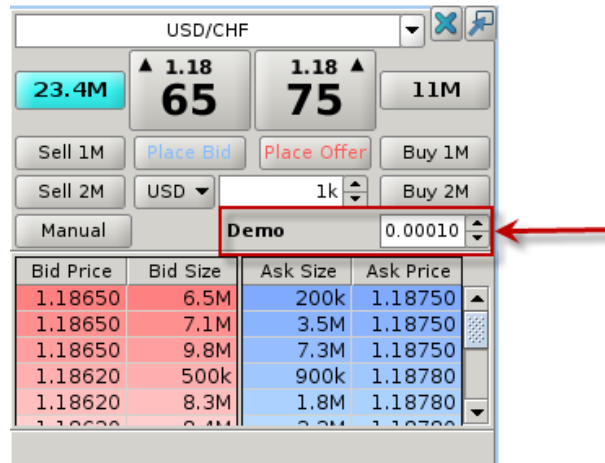 USD/CHF
23.4M ▲ 1.18 65 1.18 ▲ 75 11M
Sell 1M Place Bid Place Offer Buy 1M
Sell 2M USD 1k Buy 2M
Manual Demo 0.00010
Bid Price Bid Size Ask Size Ask Price
1.18650 6.5M 200k 1.18750
1.18650 7.1M 3.5M 1.18750
1.18650 9.8M 7.3M 1.18750
1.18620 500k 900k 1.18780
1.18620 8.3M 1.8M 1.18780